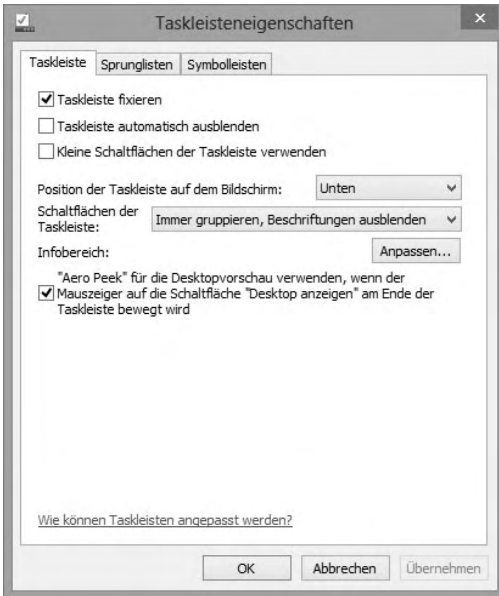 Taskleisteneigenschaften
Taskleiste Sprunglisten Symbolleisten
Taskleiste fixieren
Taskleiste automatisch ausblenden
Kleine Schaltflächen der Taskleiste verwenden
Position der Taskleiste auf dem Bildschirm: Unten
Schaltflächen der
Taskleiste: Immer gruppieren, Beschriftungen ausblenden
Infobereich: Anpassen...
"Aero Peek" für die Desktopvorschau verwenden, wenn der
Mauszeiger auf die Schaltfläche "Desktop anzeigen" am Ende der
Taskleiste bewegt wird
Wie können Taskleisten angepasst werden?
OK Abbrechen Übernehmen